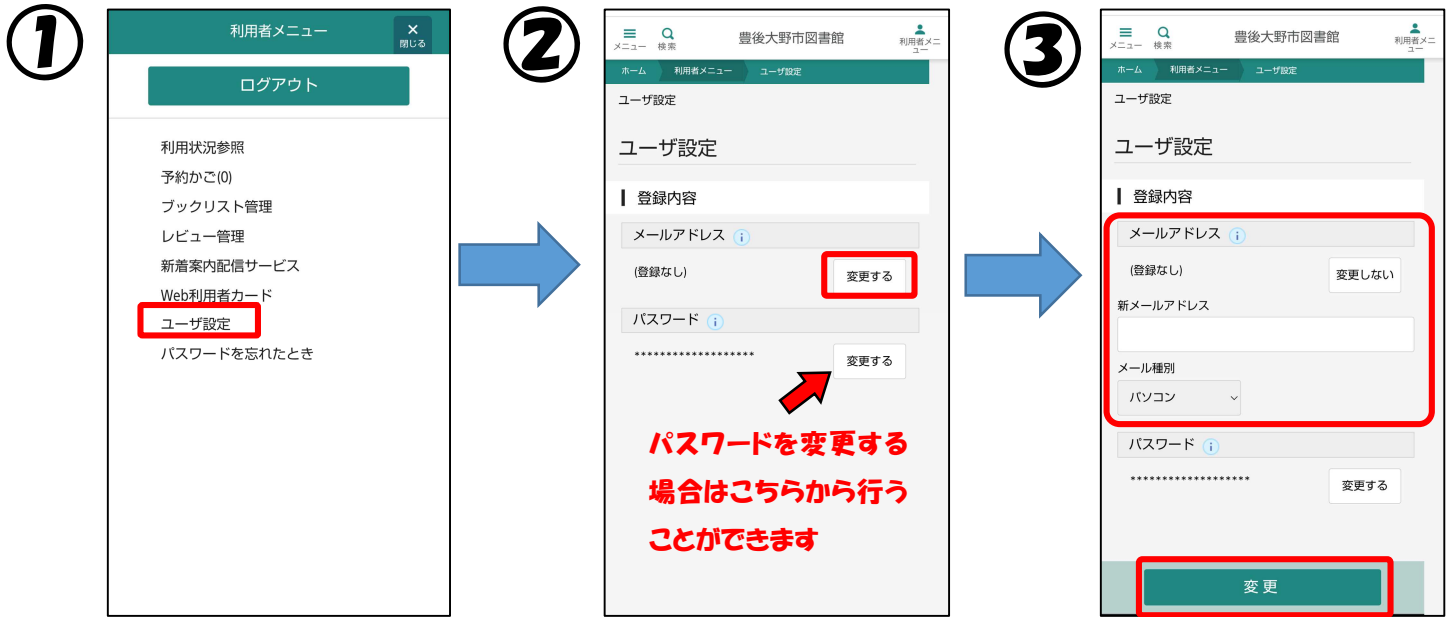 ①
利用者メニュー
×
閉じる
ログアウト
利用状況参照
予約かご(0)
ブックリスト管理
レビュー管理
新着案内配信サービス
Web利用者カード
ユーザ設定
パスワードを忘れたとき
②
メニュー
検索
豊後大野市図書館
利用者メニ
ュー
ホーム
利用者メニュー
ユーザ設定
ユーザ設定
ユーザ設定
登録内容
メールアドレス i
(登録なし)
変更する
パスワード i
*******************
変更する
パスワードを変更する
場合はこちらから行う
ことができます
③
メニュー
検索
豊後大野市図書館
利用者メニ
ュー
ホーム
利用者メニュー
ユーザ設定
ユーザ設定
ユーザ設定
登録内容
メールアドレス i
(登録なし)
変更しない
新メールアドレス
メール種別
パソコン
パスワード i
*******************
変更する
変更